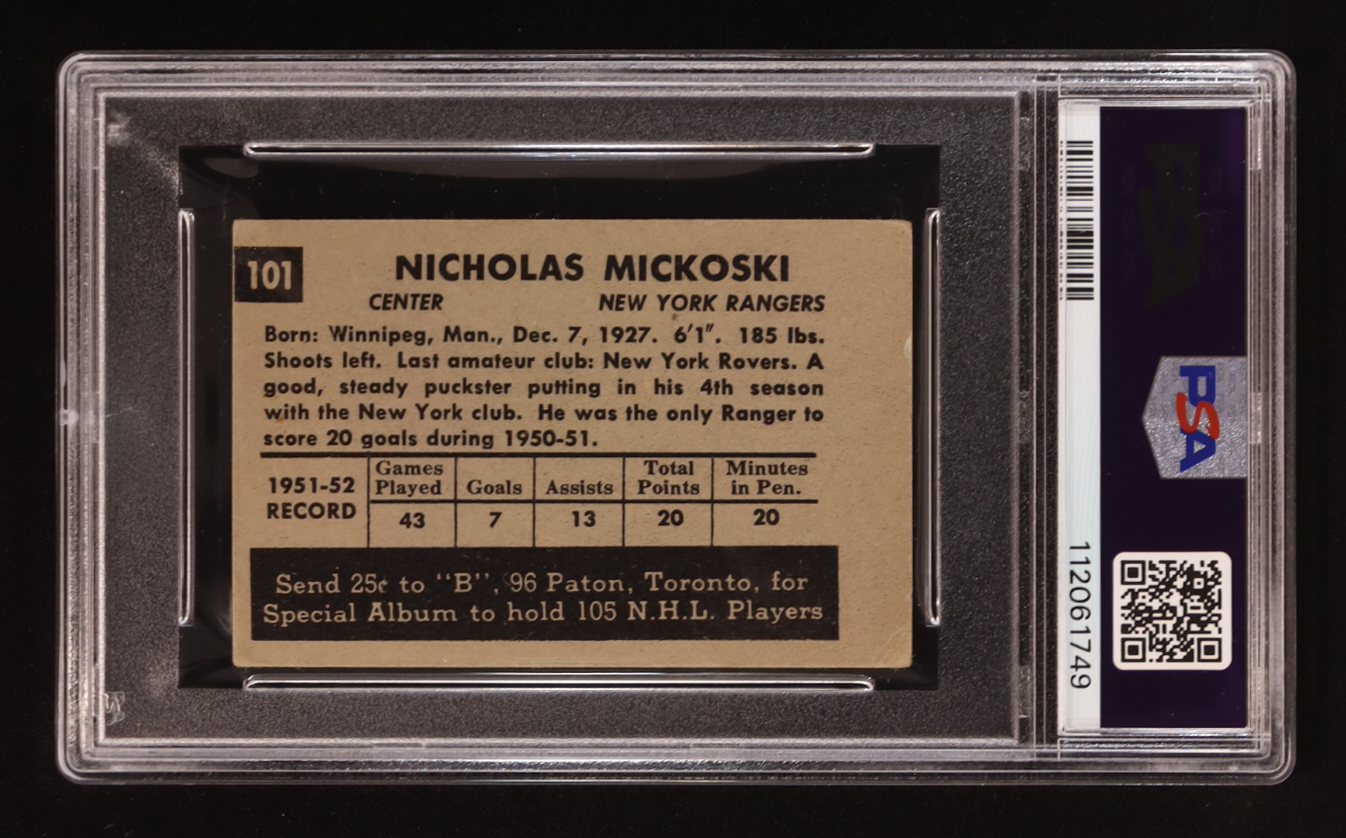 101
NICHOLAS MICKOSKI
CENTER NEW YORK RANGERS
Born: Winnipeg, Man., Dec. 7, 1927. 6'1". 185 lbs.
Shoots left. Last amateur club: New York Rovers. A
good, steady puckster putting in his 4th season
with the New York club. He was the only Ranger to
score 20 goals during 1950-51.
1951-52 RECORD
Games Played Goals Assists Total Points Minutes in Pen.
43 7 13 20 20
Send 25¢ to "B", 96 Paton, Toronto, for
Special Album to hold 105 N.H.L. Players
PSA
PSA
112061749